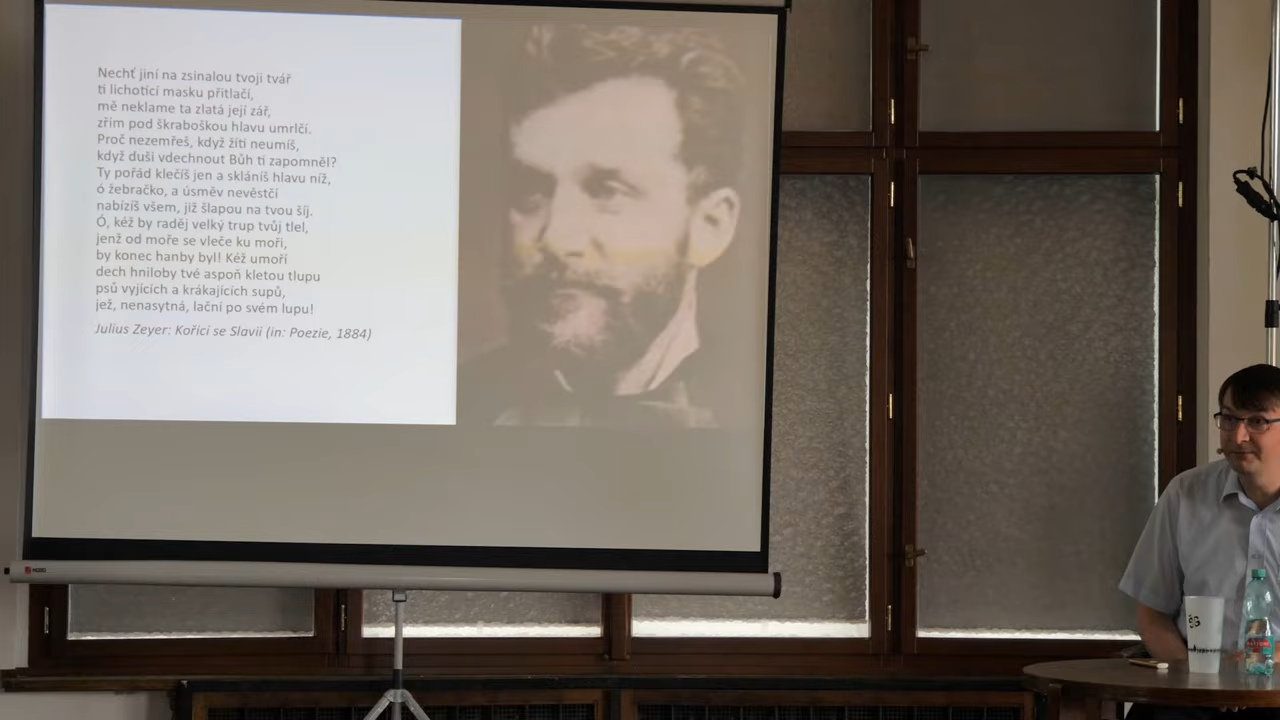 Nechť jiní na zsinalou tvoji tvář
ti lichotící masku přitlačí,
mě neklame ta zlatá její zář,
zřím pod škraboškou hlavu umrlčí.
Proč nezemřeš, když žíti neumíš,
když duši vdechnout Bůh ti zapomněl?
Ty pořád klečíš jen a skláníš hlavu níž,
ó žebračko, a úsměv nevěstčí
nabízíš všem, již šlapou na tvou šíj.
Ó, kéž by raděj velký trup tvůj tlel,
jenž od moře se vleče ku moři,
by konec hanby byl! Kéž umoří
dech hniloby tvé aspoň kletou tlupu
psů vyjících a krákajících supů,
jež, nenasytná, lační po svém lupu!
Julius Zeyer: Kořící se Slavii (in: Poezie, 1884)